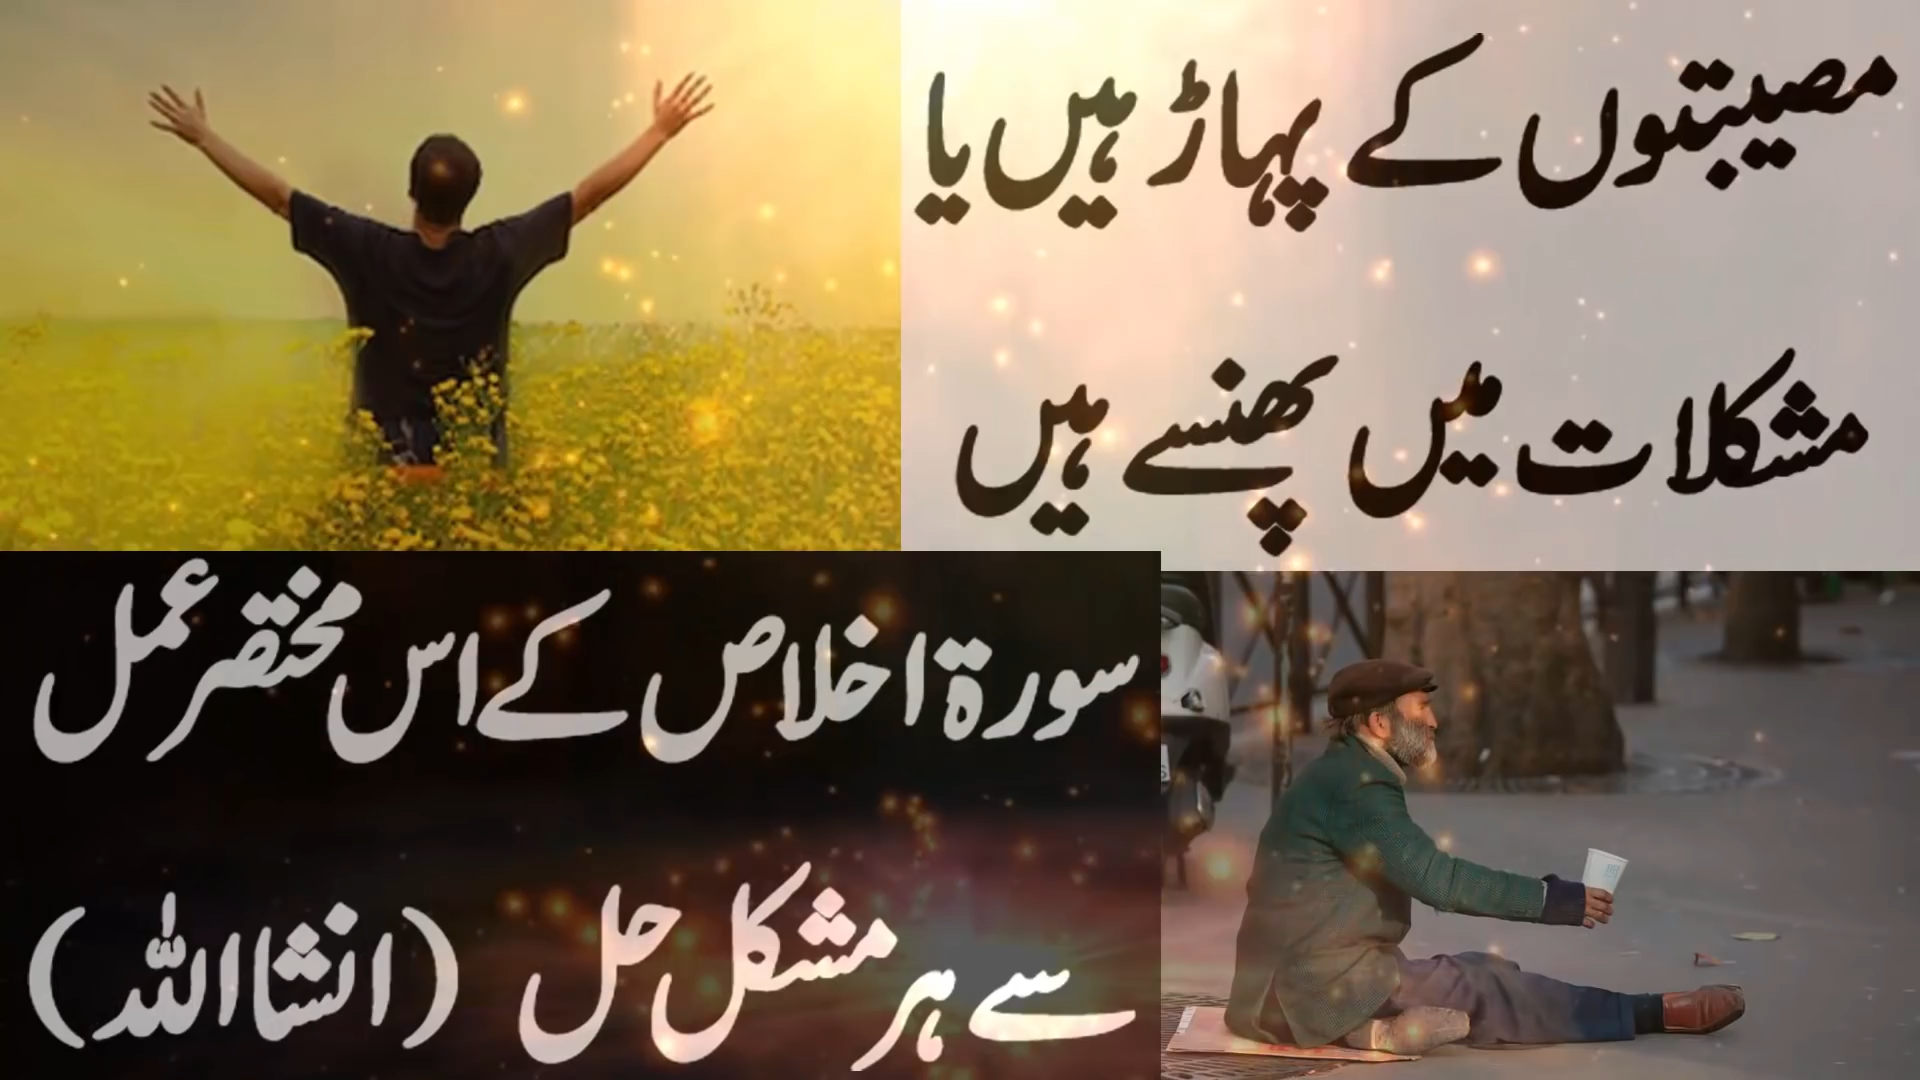 مصیبتوں کے پہاڑ ہیں یا
مشکلات میں پھنسے ہیں
سورۃ اخلاص کے اس مختصر عمل
سے ہر مشکل حل (انشااللہ)